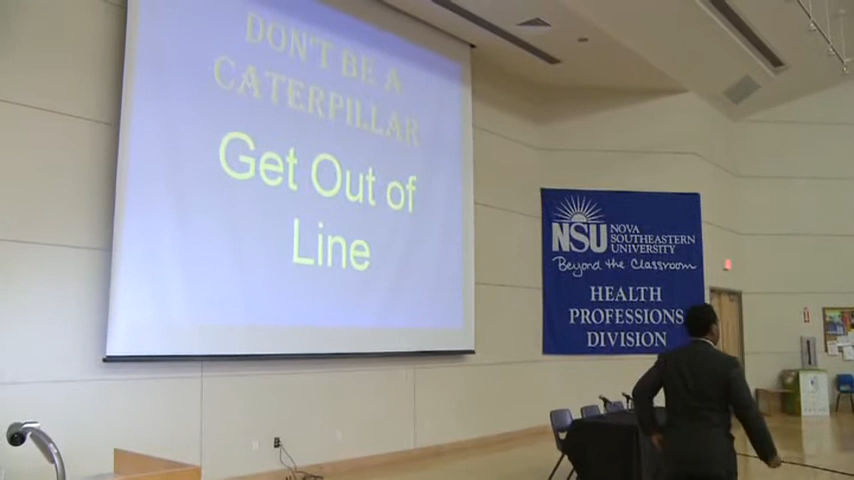 DON'T BE A
CATERPILLAR
Get Out of
Line
NSU NOVA
SOUTHEASTERN
UNIVERSITY
Beyond the Classroom
HEALTH
PROFESSIONS
DIVISION